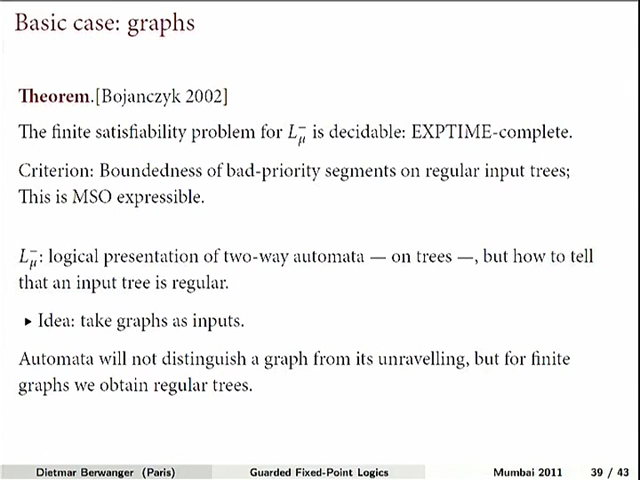 Basic case: graphs
Theorem.[Bojanczyk 2002]
The finite satisfiability problem for L⁻μ is decidable: EXPTIME-complete.
Criterion: Boundedness of bad-priority segments on regular input trees;
This is MSO expressible.
L⁻μ: logical presentation of two-way automata — on trees —, but how to tell
that an input tree is regular.
▸ Idea: take graphs as inputs.
Automata will not distinguish a graph from its unravelling, but for finite
graphs we obtain regular trees.
Dietmar Berwanger (Paris) Guarded Fixed-Point Logics Mumbai 2011 39 / 43